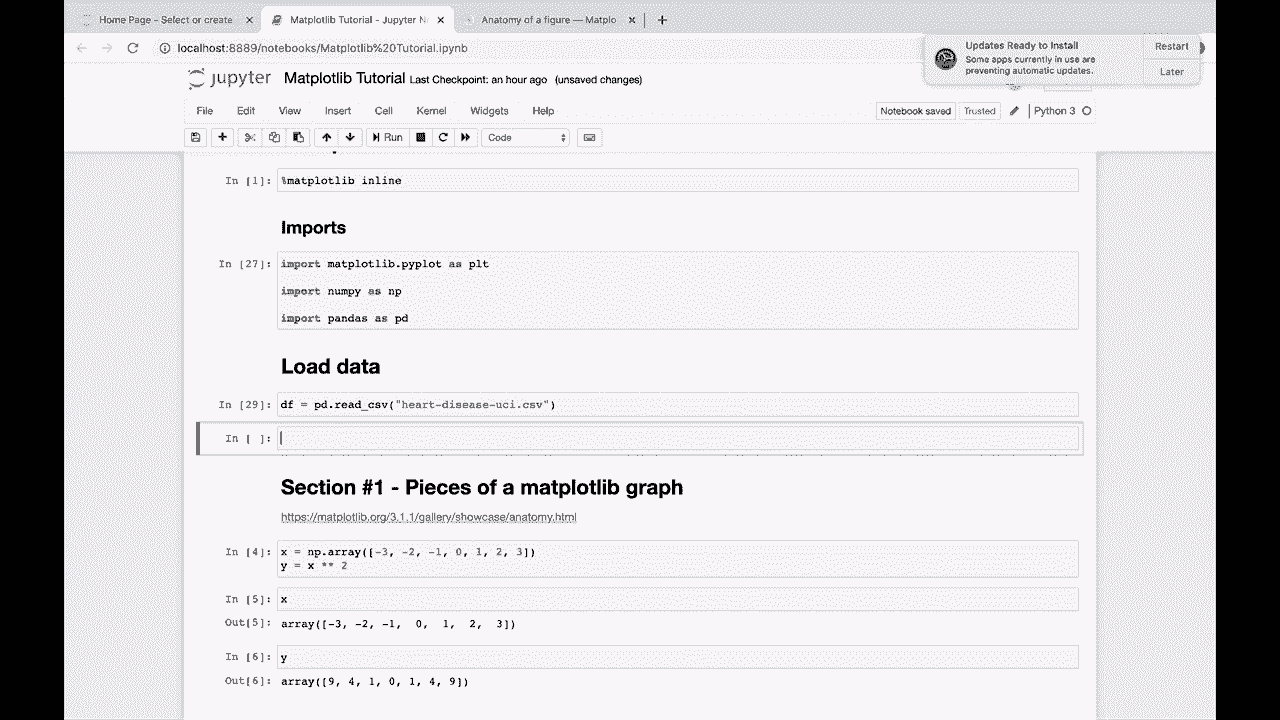 Home Page - Select or create
Matplotlib Tutorial - Jupyter N
Anatomy of a figure — Matplo
localhost:8889/notebooks/Matplotlib%20Tutorial.ipynb
Updates Ready to Install
Some apps currently in use are
preventing automatic updates.
Restart
Later
jupyter Matplotlib Tutorial Last Checkpoint: an hour ago (unsaved changes)
File Edit View Insert Cell Kernel Widgets Help
Notebook saved Trusted Python 3
Run Code
In [1]: %matplotlib inline
Imports
In [27]: import matplotlib.pyplot as plt
import numpy as np
import pandas as pd
Load data
In [29]: df = pd.read_csv("heart-disease-uci.csv")
In [ ]:
Section #1 - Pieces of a matplotlib graph
https://matplotlib.org/3.1.1/gallery/showcase/anatomy.html
In [4]: x = np.array([-3, -2, -1, 0, 1, 2, 3])
y = x ** 2
In [5]: x
Out[5]: array([-3, -2, -1, 0, 1, 2, 3])
In [6]: y
Out[6]: array([9, 4, 1, 0, 1, 4, 9])